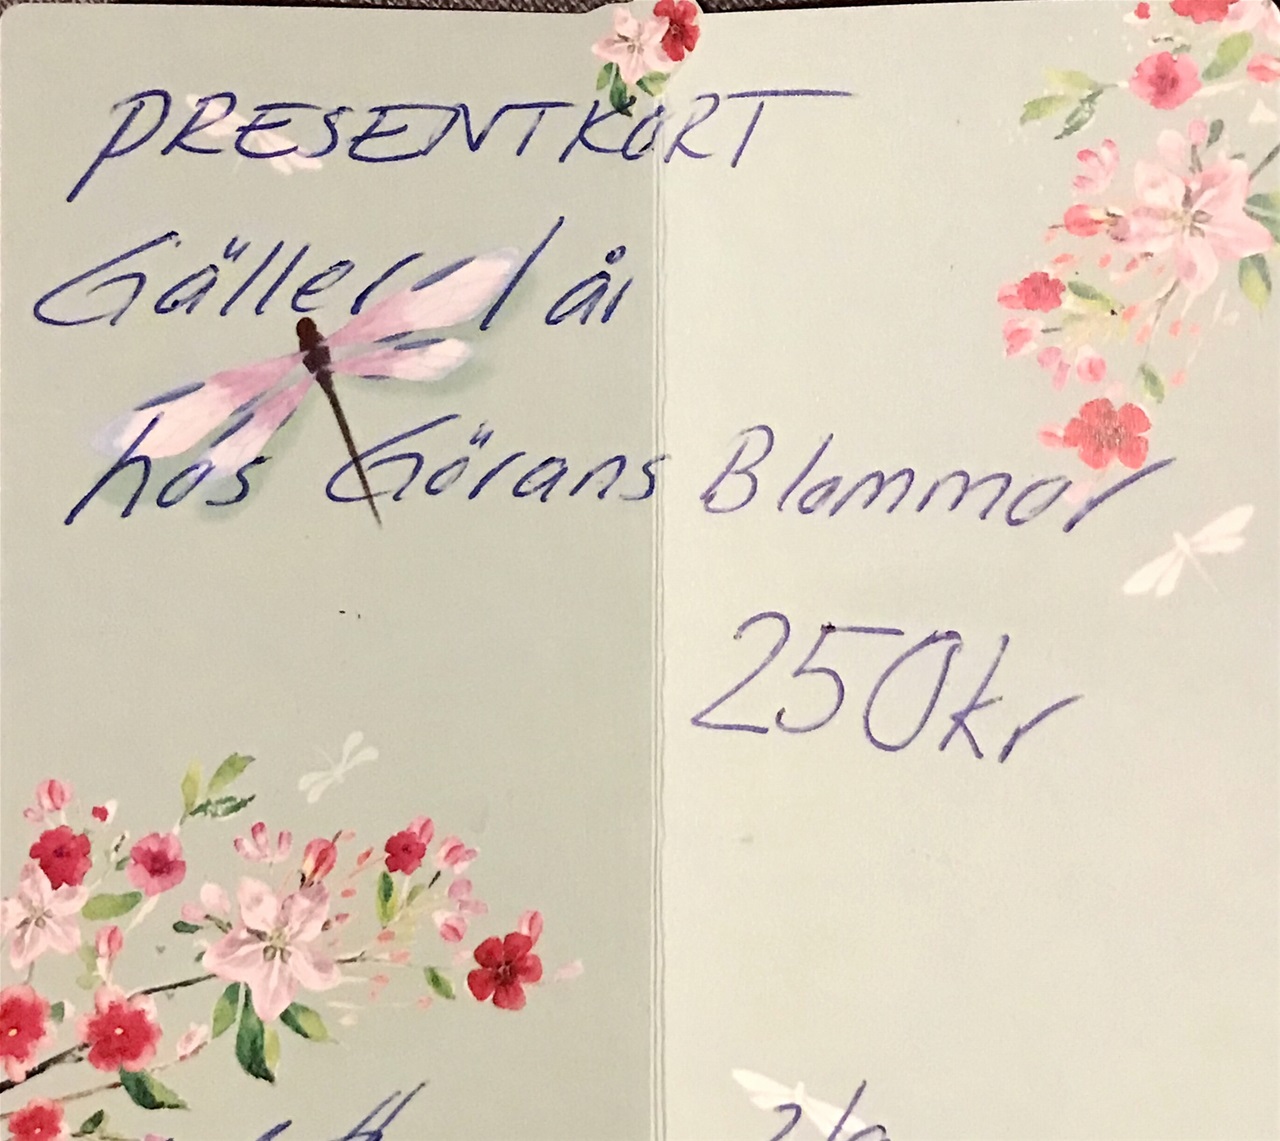 PRESENTKORT
Gäller 1 år
hos Görans Blommor
250kr